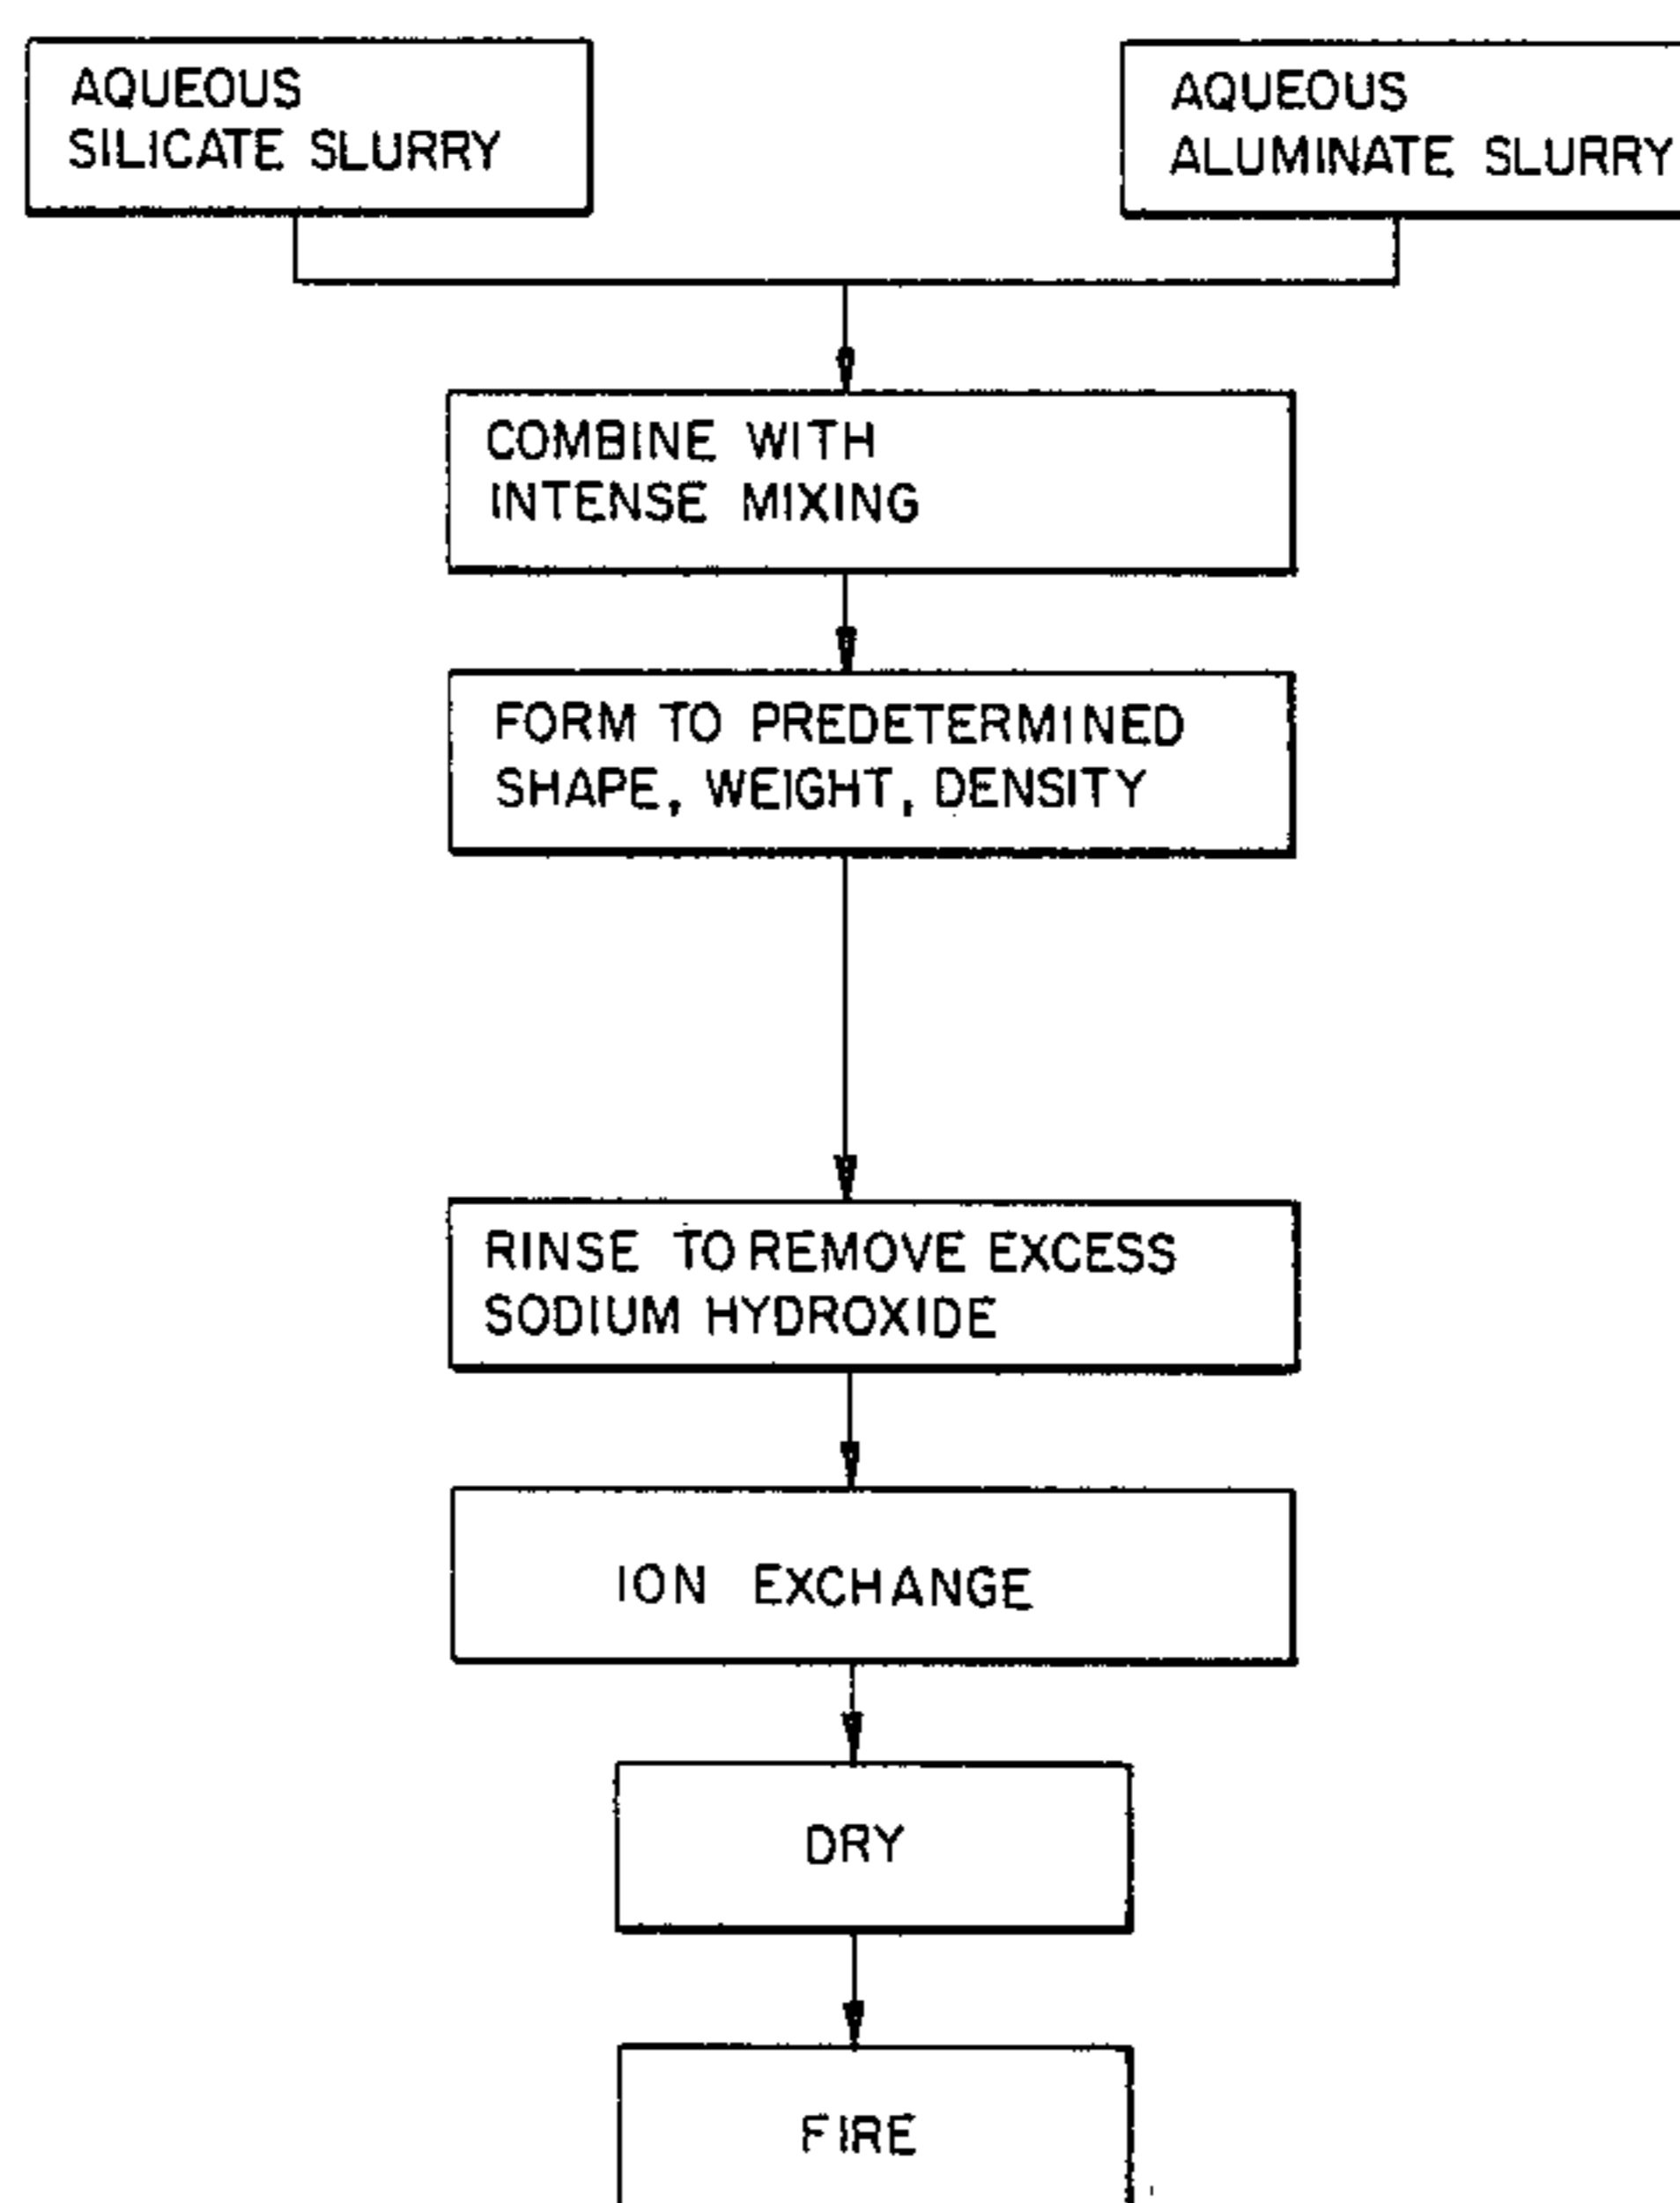 AQUEOUS
SILICATE SLURRY
AQUEOUS
ALUMINATE SLURRY
COMBINE WITH
INTENSE MIXING
FORM TO PREDETERMINED
SHAPE, WEIGHT, DENSITY
RINSE TO REMOVE EXCESS
SODIUM HYDROXIDE
ION EXCHANGE
DRY
FIRE